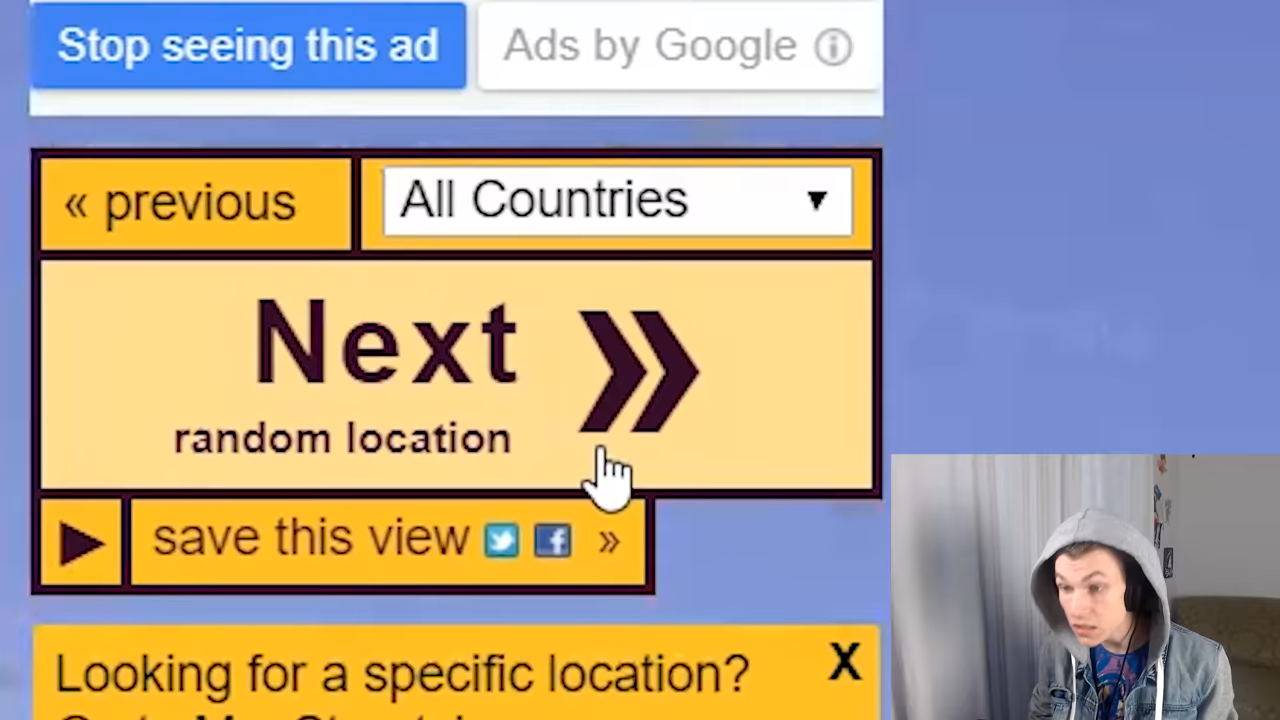 Stop seeing this ad
Ads by Google
« previous
All Countries
Next »
random location
save this view »
Looking for a specific location? X